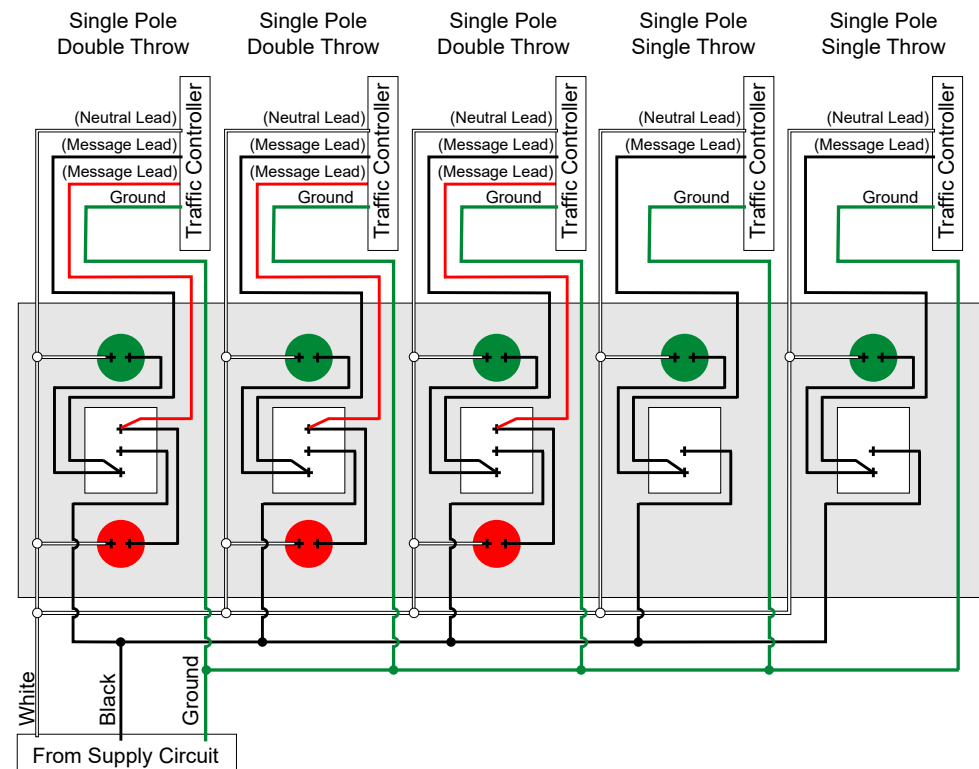 Single Pole
Double Throw
Single Pole
Double Throw
Single Pole
Double Throw
Single Pole
Single Throw
Single Pole
Single Throw
(Neutral Lead)
(Message Lead)
(Message Lead)
Ground
Traffic Controller
(Neutral Lead)
(Message Lead)
(Message Lead)
Ground
Traffic Controller
(Neutral Lead)
(Message Lead)
(Message Lead)
Ground
Traffic Controller
(Neutral Lead)
(Message Lead)
Ground
Traffic Controller
(Neutral Lead)
(Message Lead)
Ground
Traffic Controller
White
Black
Ground
From Supply Circuit